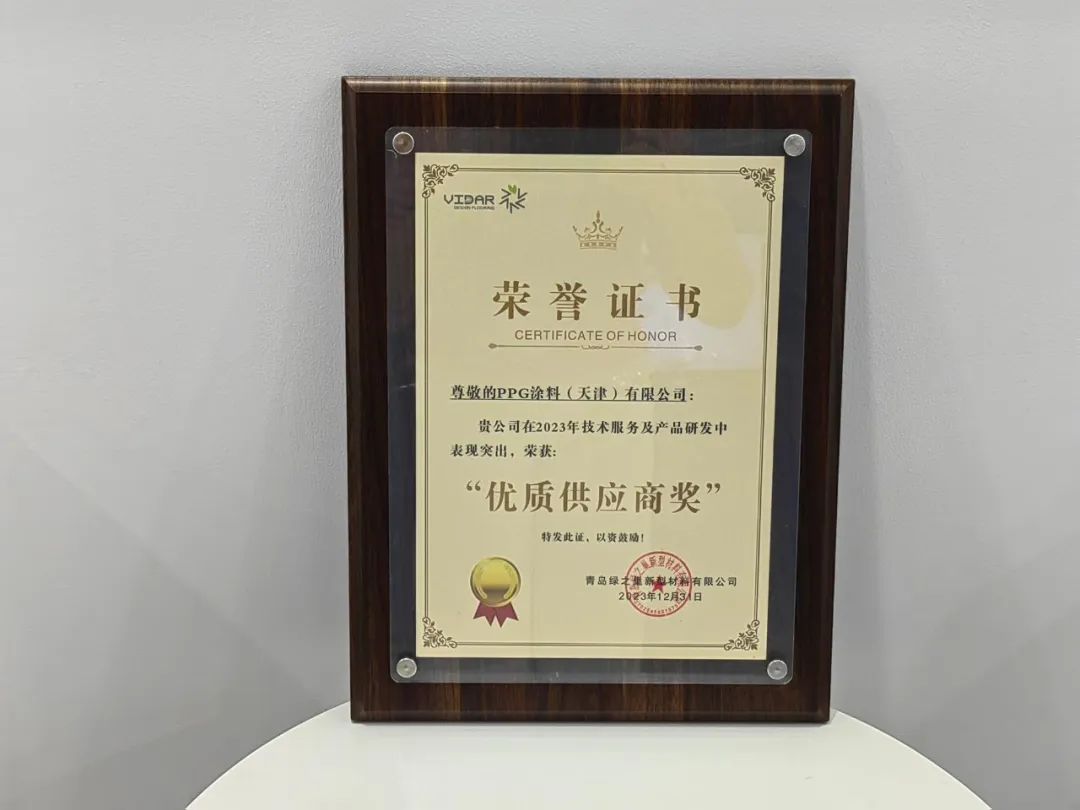 VIDAR
DESIGN FLOORING
荣誉证书
CERTIFICATE OF HONOR
尊敬的PPG涂料（天津）有限公司：
贵公司在2023年技术服务及产品研发中
表现突出，荣获：
“优质供应商奖”
特发此证、以资鼓励！
青岛绿之巢新型材料有限公司
2023年12月31日